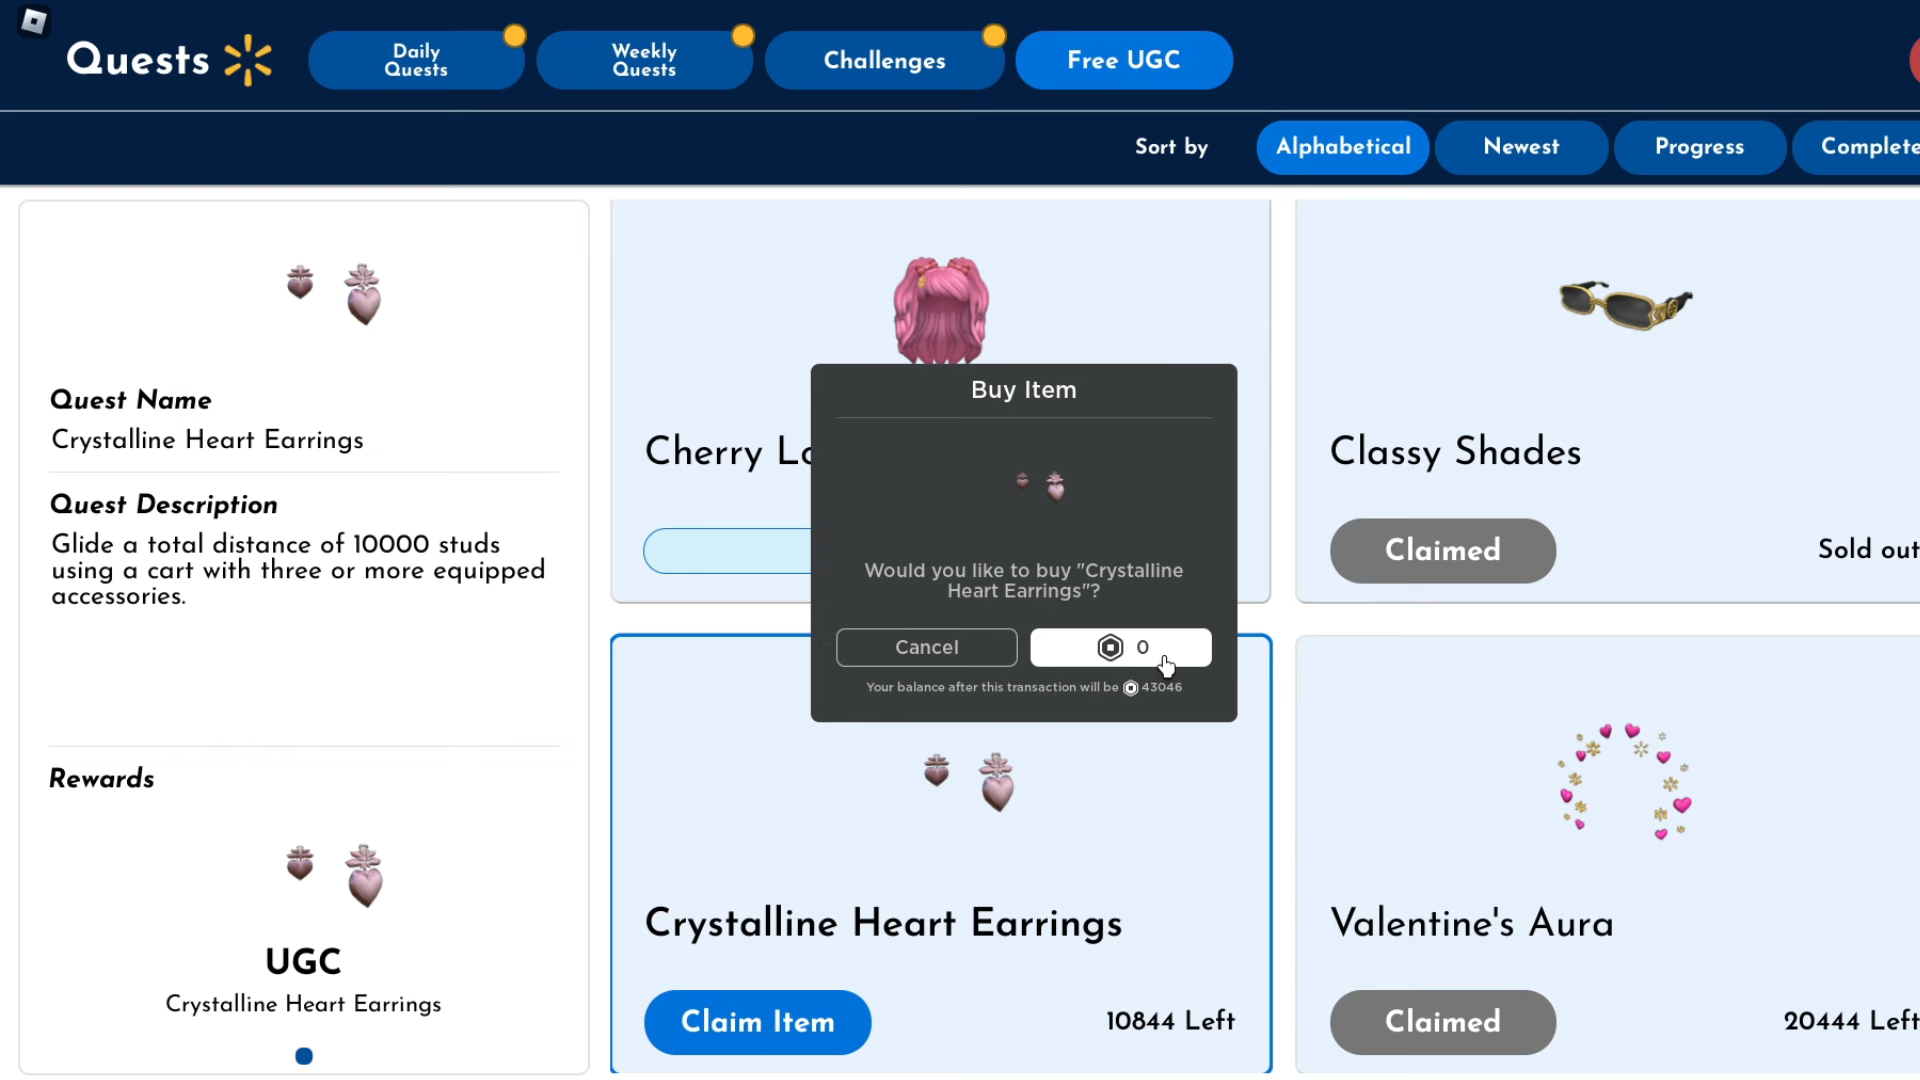 Quests
Daily
Quests
Weekly
Quests
Challenges
Free UGC
Sort by
Alphabetical
Newest
Progress
Complete
Quest Name
Crystalline Heart Earrings
Quest Description
Glide a total distance of 10000 studs
using a cart with three or more equipped
accessories.
Rewards
UGC
Crystalline Heart Earrings
Cherry Lo
Classy Shades
Claimed
Sold out
Buy Item
Would you like to buy "Crystalline
Heart Earrings"?
Cancel
0
Your balance after this transaction will be 43046
Crystalline Heart Earrings
Claim Item
10844 Left
Valentine's Aura
Claimed
20444 Left